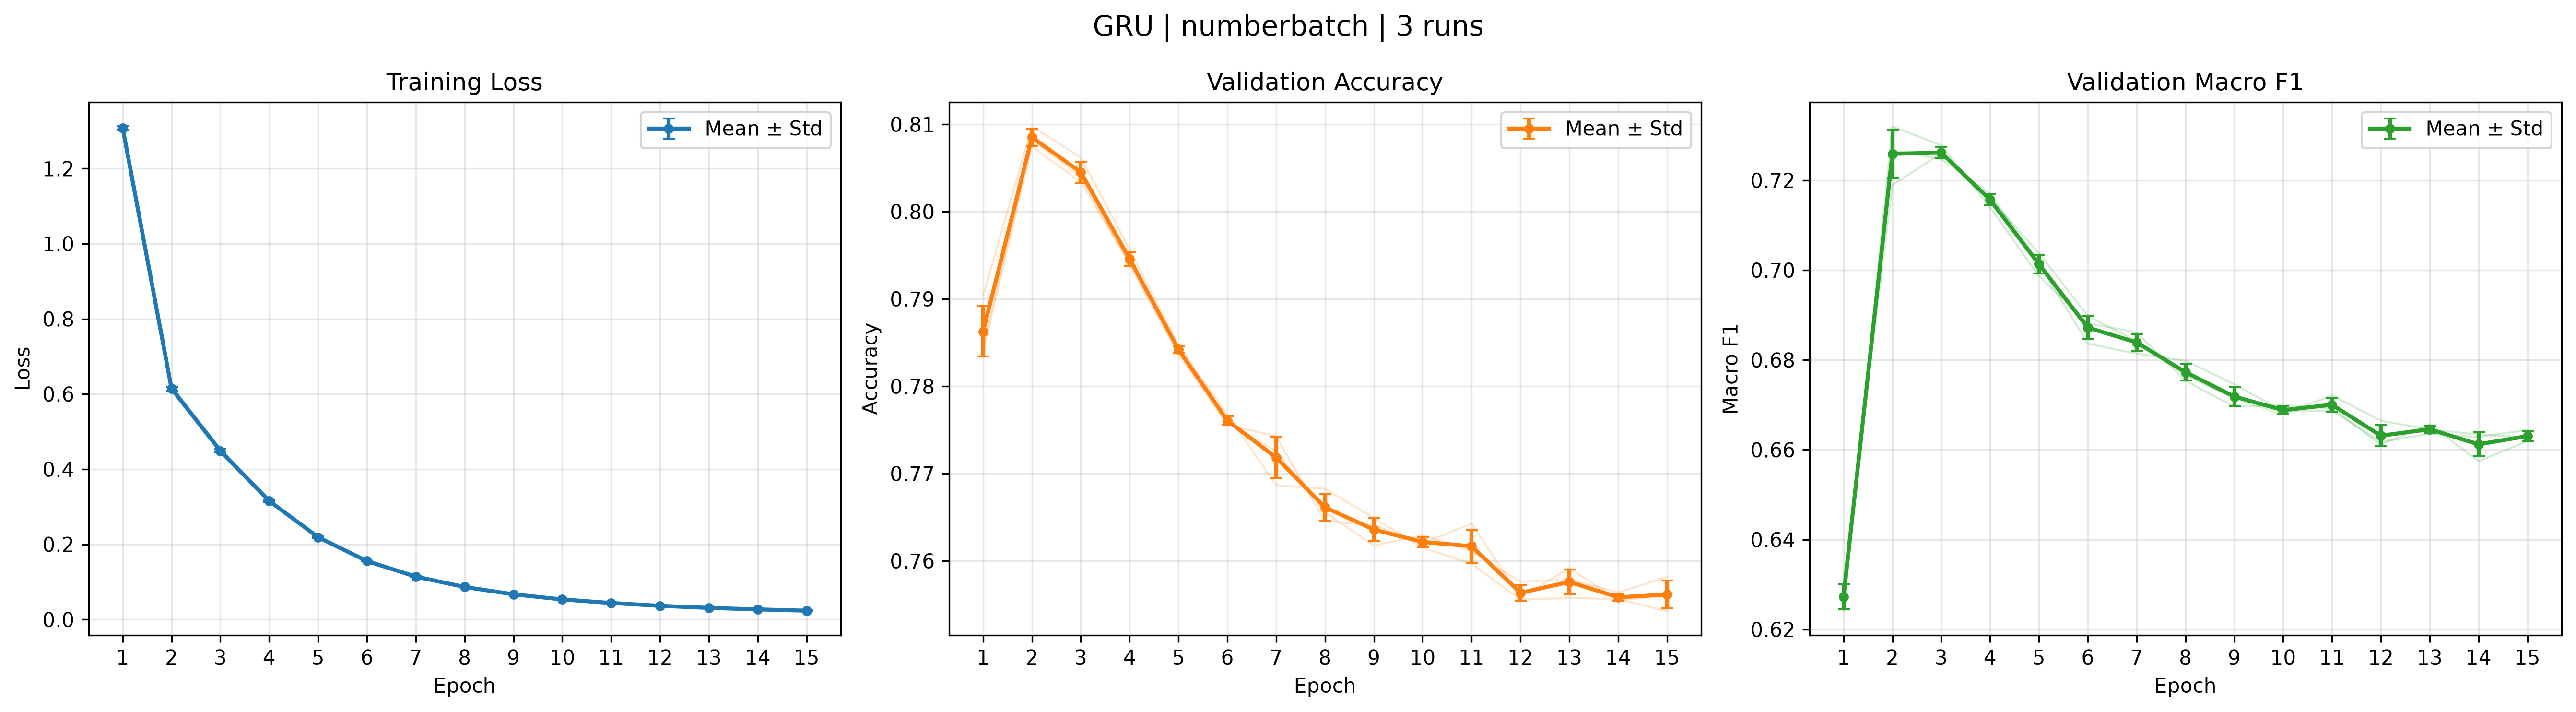 GRU | numberbatch | 3 runs
Training Loss
Mean ± Std
Loss
1.2
1.0
0.8
0.6
0.4
0.2
0.0
1 2 3 4 5 6 7 8 9 10 11 12 13 14 15
Epoch
Validation Accuracy
Mean ± Std
Accuracy
0.81
0.80
0.79
0.78
0.77
0.76
1 2 3 4 5 6 7 8 9 10 11 12 13 14 15
Epoch
Validation Macro F1
Mean ± Std
Macro F1
0.72
0.70
0.68
0.66
0.64
0.62
1 2 3 4 5 6 7 8 9 10 11 12 13 14 15
Epoch